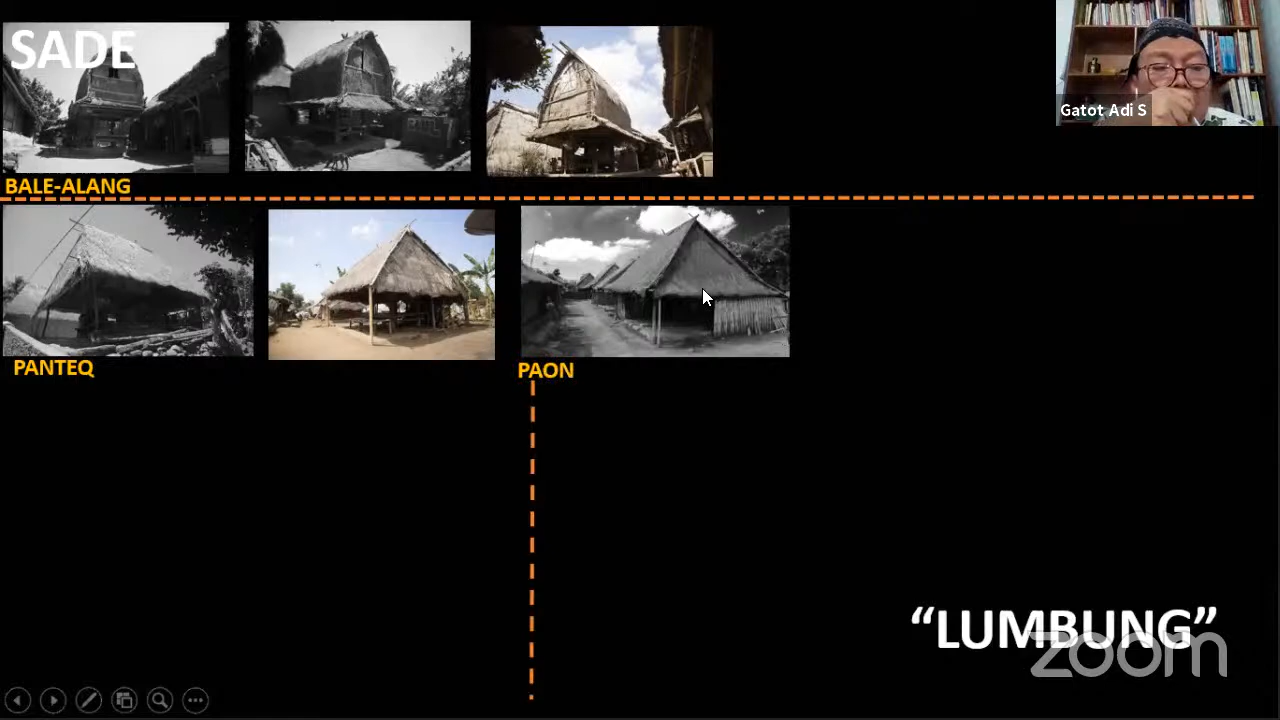 SADE
Gatot Adi S
BALE-ALANG
PANTEQ
PAON
“LUMBUNG”
zoom